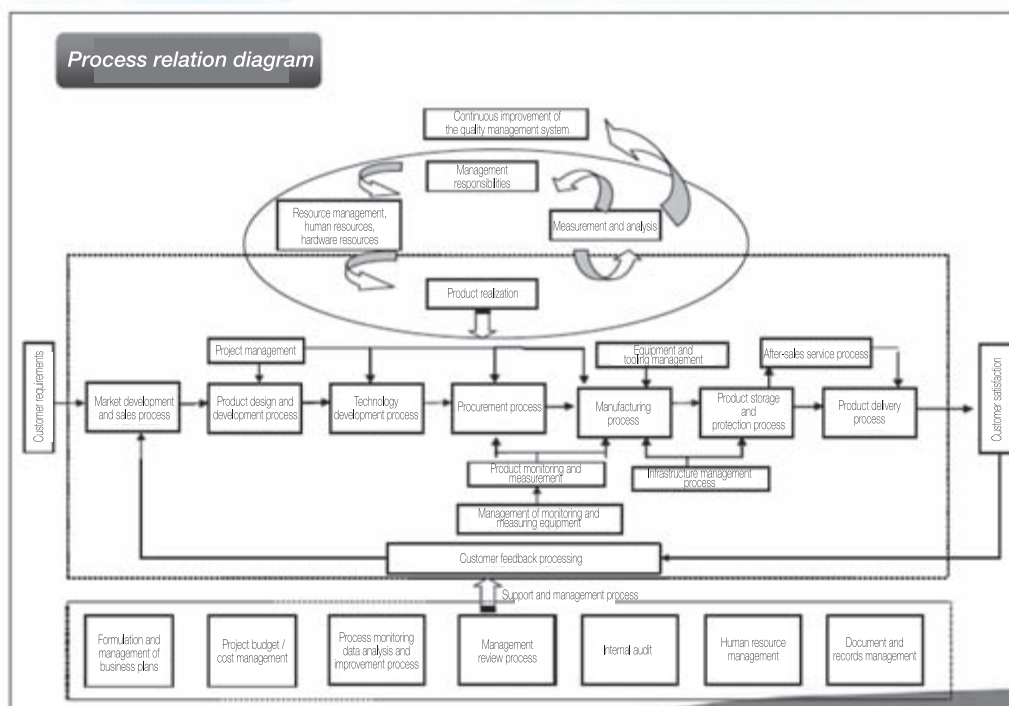 Process relation diagram
Continuous improvement of
the quality management system
Management
responsibilities
Resource management,
human resources,
hardware resources
Measurement and analysis
Product realization
Customer requirements
Project management
Equipment and
tooling management
After-sales service process
Customer satisfaction
Market development
and sales process
Product design and
development process
Technology
development process
Procurement process
Manufacturing
process
Product storage
and
protection process
Product delivery
process
Product monitoring and
measurement
Infrastructure management
process
Management of monitoring and
measuring equipment
Customer feedback processing
Support and management process
Formulation and
management of
business plans
Project budget /
cost management
Process monitoring
data analysis and
improvement process
Management
review process
Internal audit
Human resource
management
Document and
records management